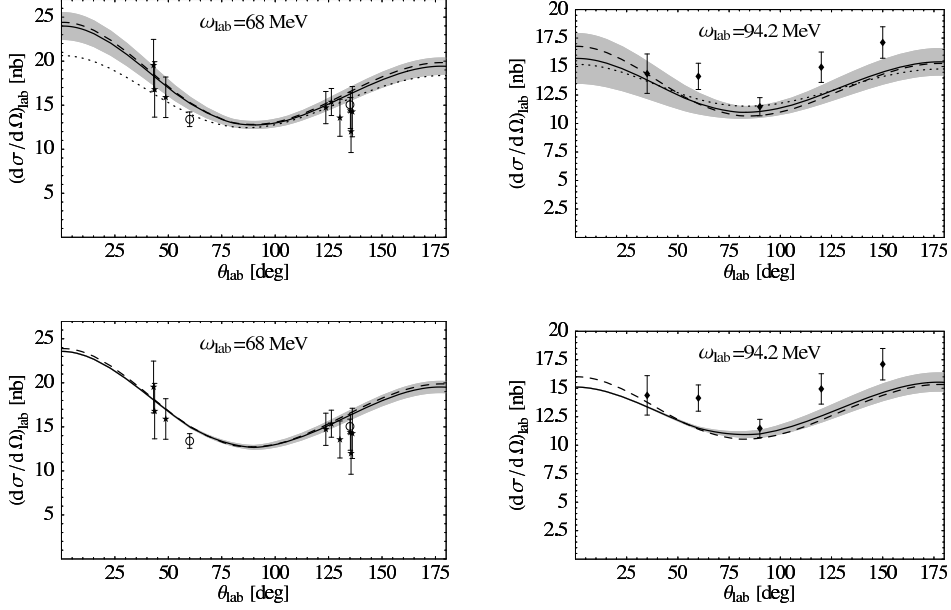 ω_lab=68 MeV
(dσ/dΩ)_lab [nb]
25
20
15
10
5
25 50 75 100 125 150 175
θ_lab [deg]
ω_lab=94.2 MeV
(dσ/dΩ)_lab [nb]
20
17.5
15
12.5
10
7.5
5
2.5
25 50 75 100 125 150 175
θ_lab [deg]
ω_lab=68 MeV
(dσ/dΩ)_lab [nb]
25
20
15
10
5
25 50 75 100 125 150 175
θ_lab [deg]
ω_lab=94.2 MeV
(dσ/dΩ)_lab [nb]
20
17.5
15
12.5
10
7.5
5
2.5
25 50 75 100 125 150 175
θ_lab [deg]